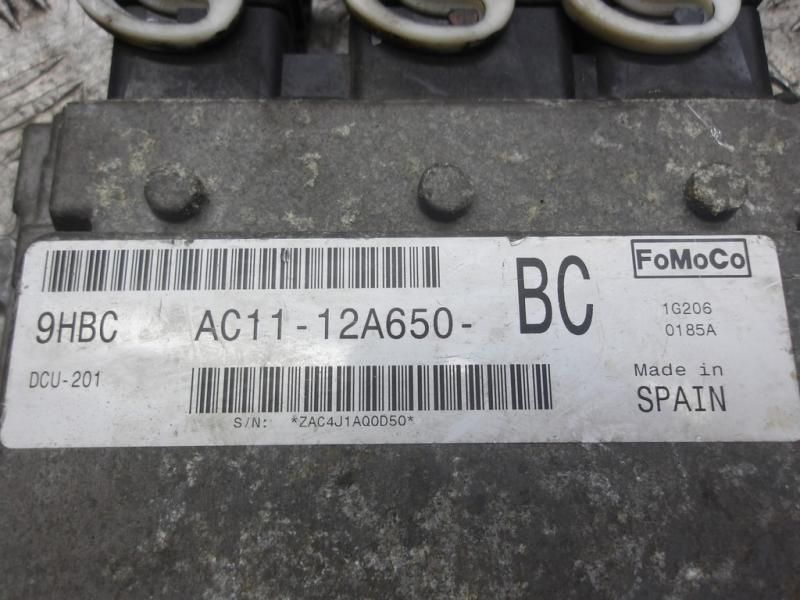 FoMoCo
9HBC AC11-12A650- BC
1G206
0185A
DCU-201
Made in
SPAIN
S/N: *ZAC4J1AQ0D50*